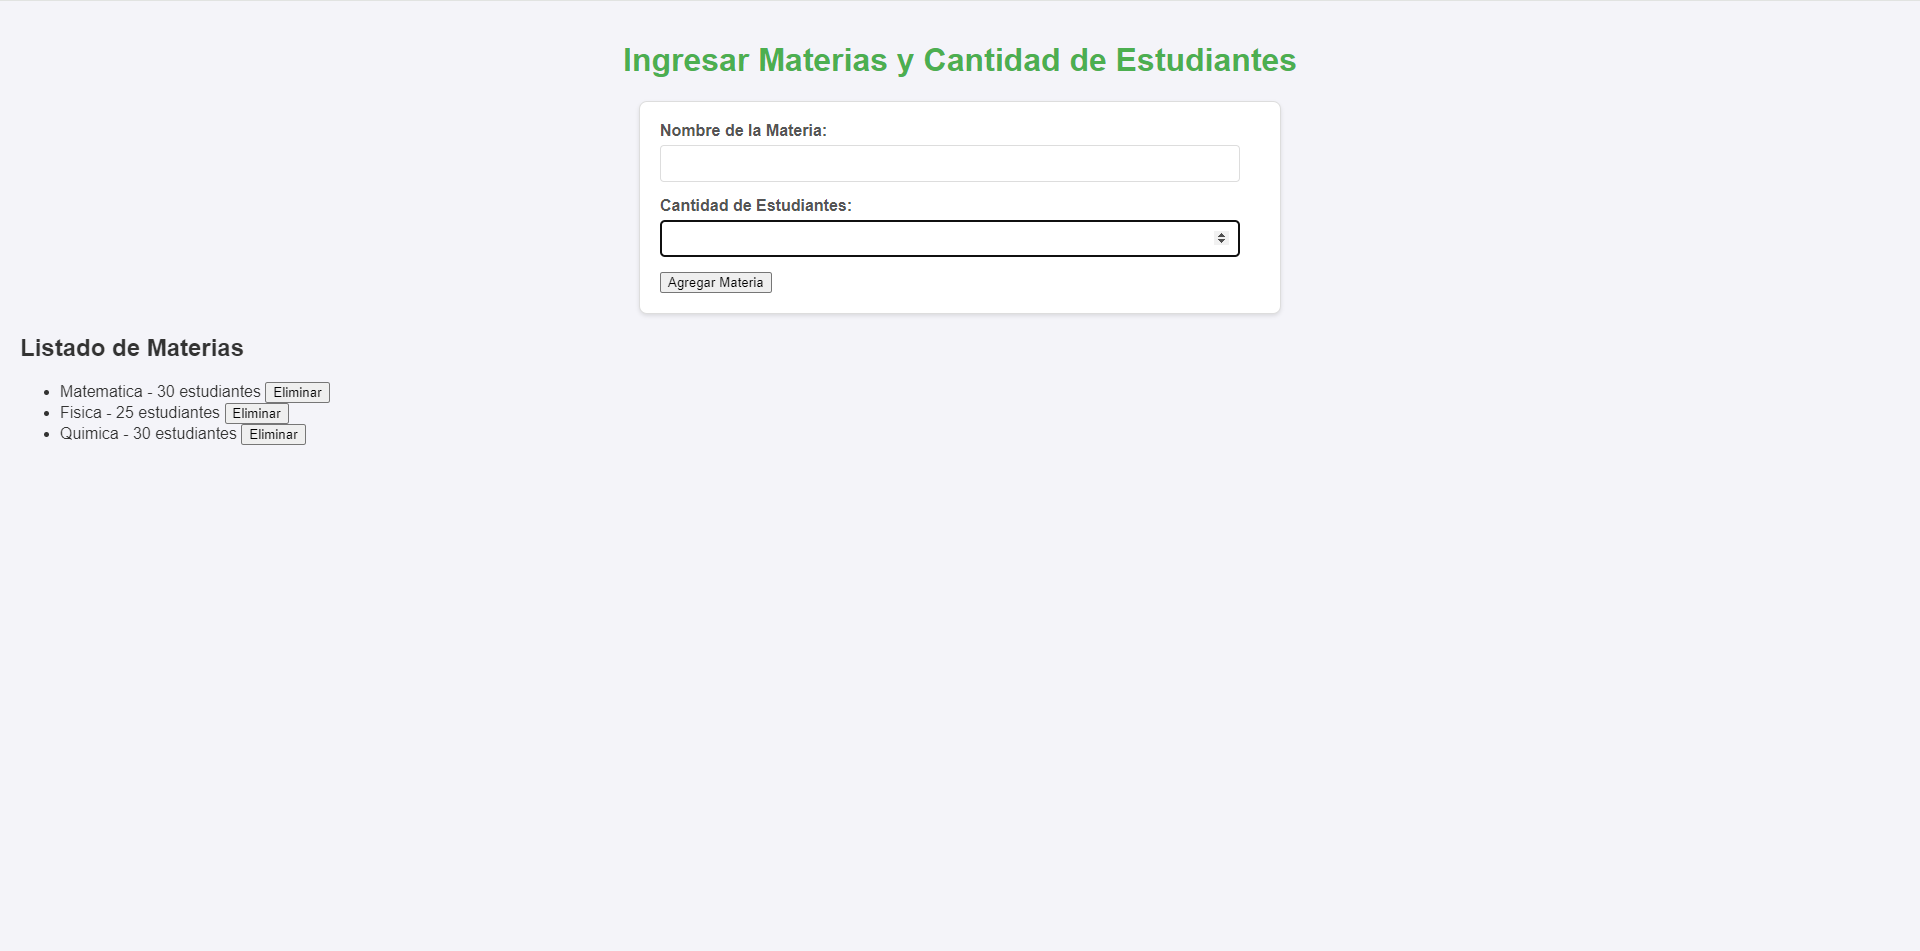 Ingresar Materias y Cantidad de Estudiantes
Nombre de la Materia:
Cantidad de Estudiantes:
Agregar Materia
Listado de Materias
Matematica - 30 estudiantes Eliminar
Fisica - 25 estudiantes Eliminar
Quimica - 30 estudiantes Eliminar